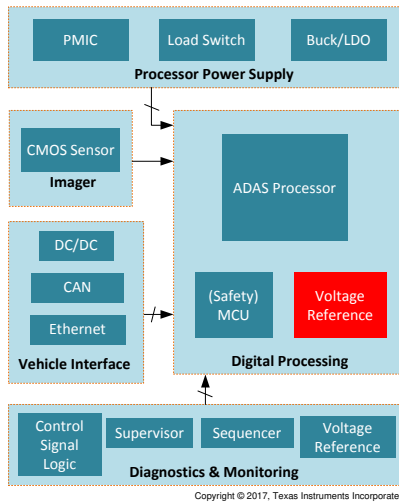 PMIC
Load Switch
Buck/LDO
Processor Power Supply
CMOS Sensor
Imager
ADAS Processor
DC/DC
CAN
Ethernet
Vehicle Interface
(Safety)
MCU
Voltage
Reference
Digital Processing
Control
Signal
Logic
Supervisor
Sequencer
Voltage
Reference
Diagnostics & Monitoring
Copyright © 2017, Texas Instruments Incorporate